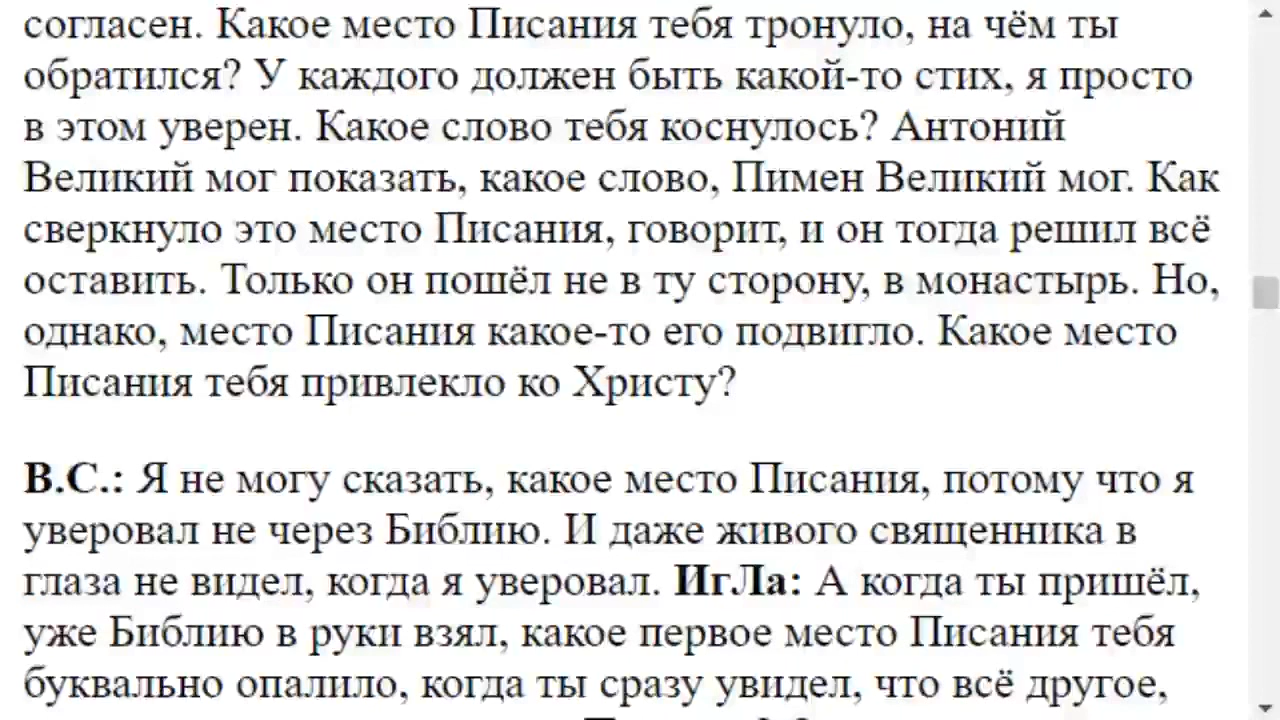 согласен. Какое место Писания тебя тронуло, на чём ты
обратился? У каждого должен быть какой-то стих, я просто
в этом уверен. Какое слово тебя коснулось? Антоний
Великий мог показать, какое слово, Пимен Великий мог. Как
сверкнуло это место Писания, говорит, и он тогда решил всё
оставить. Только он пошёл не в ту сторону, в монастырь. Но,
однако, место Писания какое-то его подвигло. Какое место
Писания тебя привлекло ко Христу?
В.С.: Я не могу сказать, какое место Писания, потому что я
уверовал не через Библию. И даже живого священника в
глаза не видел, когда я уверовал. ИгЛа: А когда ты пришёл,
уже Библию в руки взял, какое первое место Писания тебя
буквально опалило, когда ты сразу увидел, что всё другое,